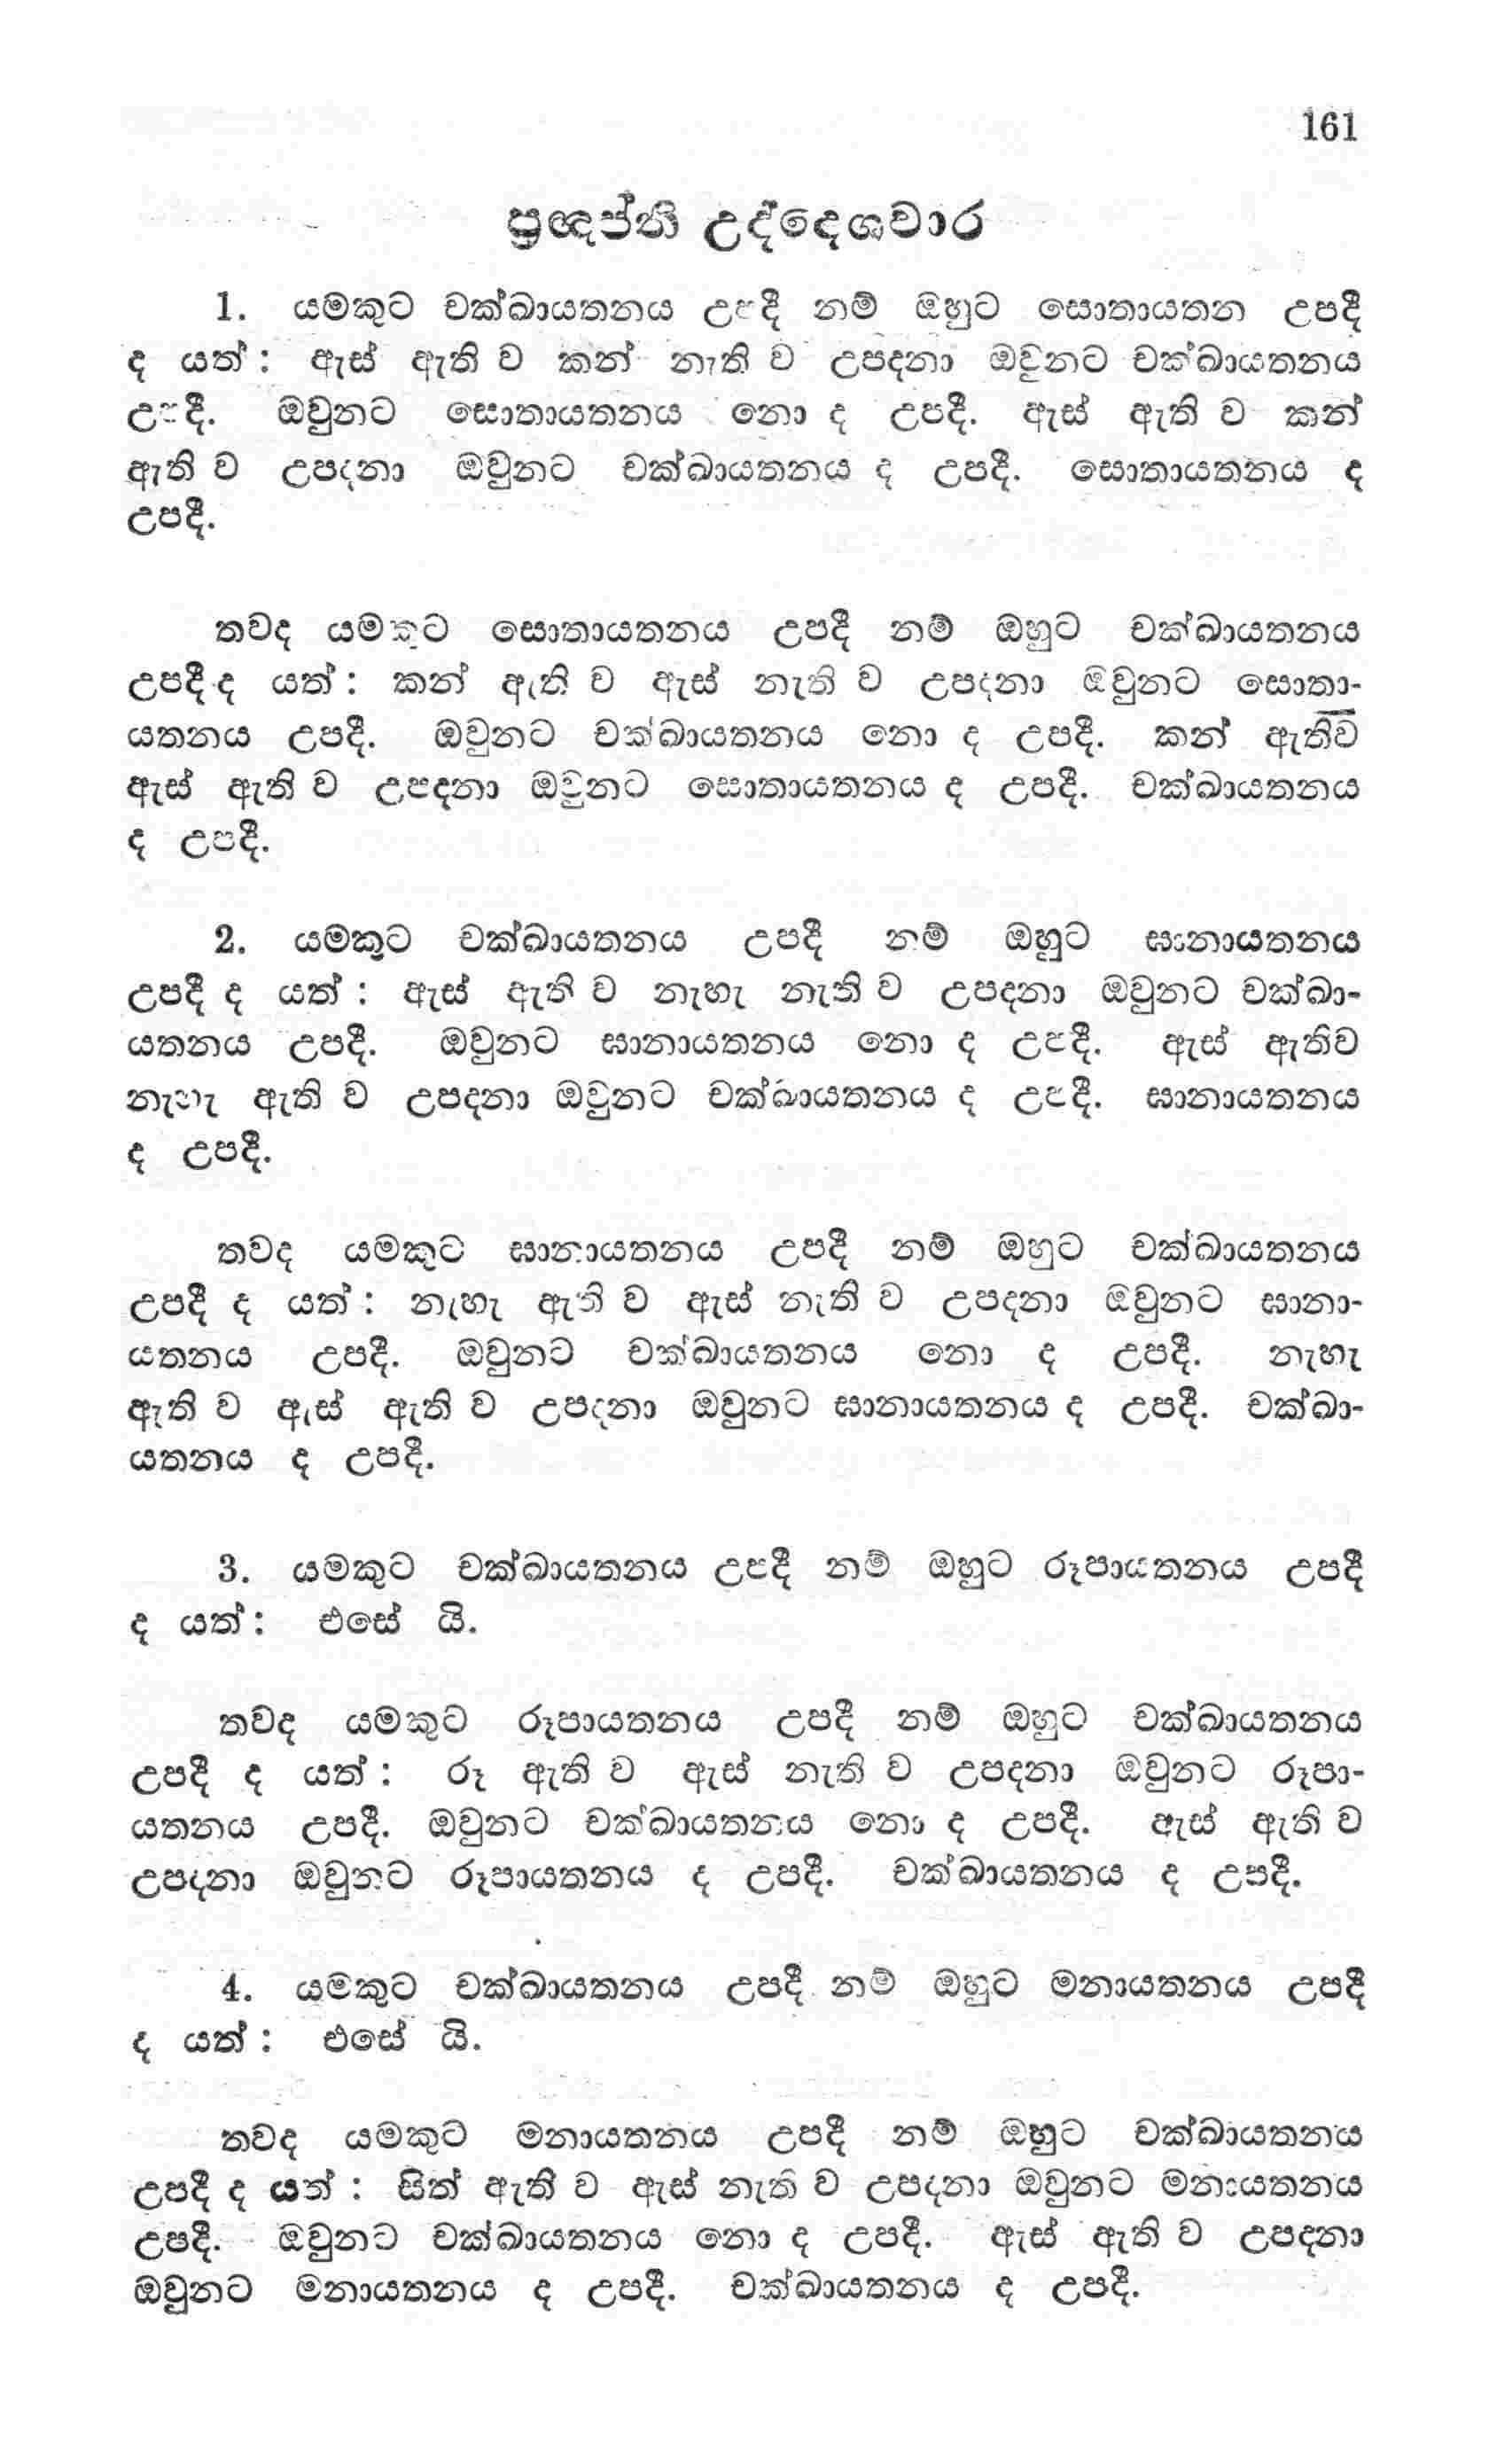 161
ප්‍රඥප්ති උද්දෙශවාර
1. යමකුට චක්ඛායතනය උපදී නම් ඔහුට සොතායතන උපදී
ද යත් : ඇස් ඇති ව කන් නැති ව උපදනා ඔවුනට චක්ඛායතනය
උපදී. ඔවුනට සොතායතනය නො ද උපදී. ඇස් ඇති ව කන්
ඇති ව උපදනා ඔවුනට චක්ඛායතනය ද උපදී. සොතායතනය ද
උපදී.
තවද යමකුට සොතායතනය උපදී නම් ඔහුට චක්ඛායතනය
උපදී ද යත් : කන් ඇති ව ඇස් නැති ව උපදනා ඔවුනට සොතා-
යතනය උපදී. ඔවුනට චක්ඛායතනය නො ද උපදී. කන් ඇතිව
ඇස් ඇති ව උපදනා ඔවුනට සොතායතනය ද උපදී. චක්ඛායතනය
ද උපදී.
2. යමකුට චක්ඛායතනය උපදී නම් ඔහුට ඝානායතනය
උපදී ද යත් : ඇස් ඇති ව නැහැ නැති ව උපදනා ඔවුනට චක්ඛා-
යතනය උපදී. ඔවුනට ඝානායතනය නො ද උපදී. ඇස් ඇතිව
නැහැ ඇති ව උපදනා ඔවුනට චක්ඛායතනය ද උපදී. ඝානායතනය
ද උපදී.
තවද යමකුට ඝානායතනය උපදී නම් ඔහුට චක්ඛායතනය
උපදී ද යත් : නැහැ ඇති ව ඇස් නැති ව උපදනා ඔවුනට ඝානා-
යතනය උපදී. ඔවුනට චක්ඛායතනය නො ද උපදී. නැහැ
ඇති ව ඇස් ඇති ව උපදනා ඔවුනට ඝානායතනය ද උපදී. චක්ඛා-
යතනය ද උපදී.
3. යමකුට චක්ඛායතනය උපදී නම් ඔහුට රූපායතනය උපදී
ද යත් : එසේ යි.
තවද යමකුට රූපායතනය උපදී නම් ඔහුට චක්ඛායතනය
උපදී ද යත් : රූ ඇති ව ඇස් නැති ව උපදනා ඔවුනට රූපා-
යතනය උපදී. ඔවුනට චක්ඛායතනය නො ද උපදී. ඇස් ඇති ව
උපදනා ඔවුනට රූපායතනය ද උපදී. චක්ඛායතනය ද උපදී.
4. යමකුට චක්ඛායතනය උපදී නම් ඔහුට මනායතනය උපදී
ද යත් : එසේ යි.
තවද යමකුට මනායතනය උපදී නම් ඔහුට චක්ඛායතනය
උපදී ද යත් : සිත් ඇති ව ඇස් නැති ව උපදනා ඔවුනට මනායතනය
උපදී. ඔවුනට චක්ඛායතනය නො ද උපදී. ඇස් ඇති ව උපදනා
ඔවුනට මනායතනය ද උපදී. චක්ඛායතනය ද උපදී.